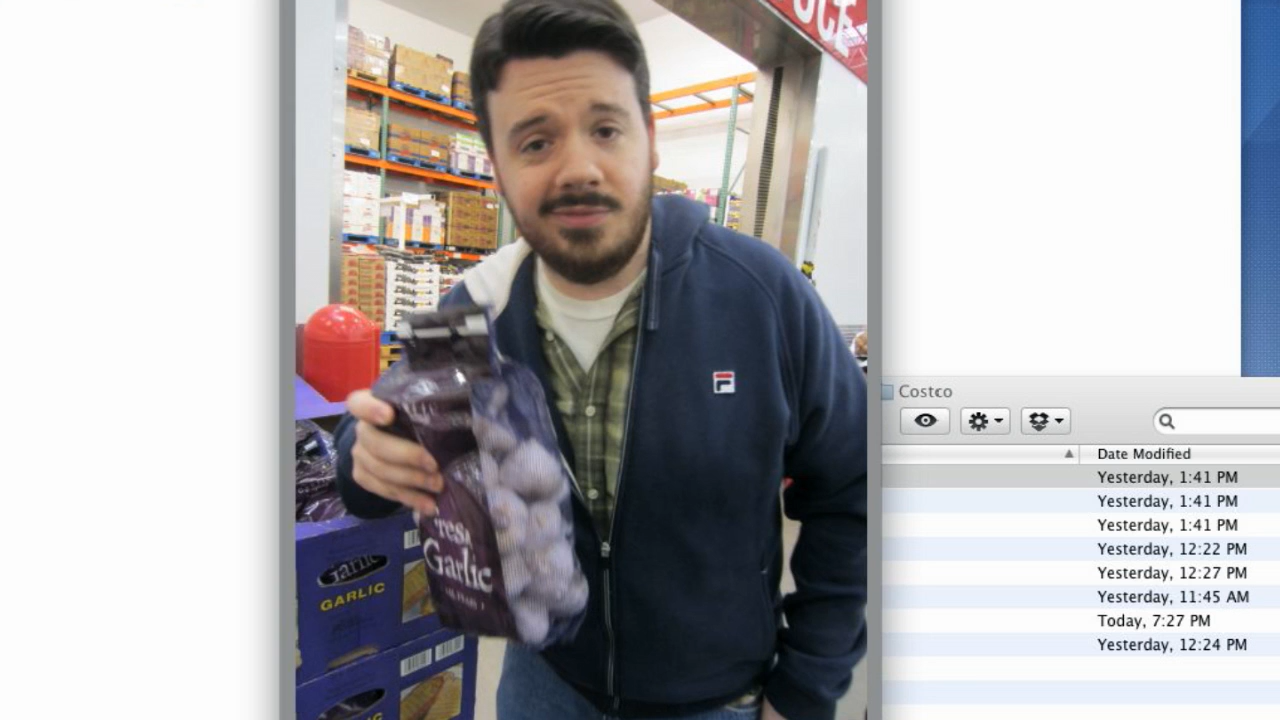 UCE
Fresh
Garlic
Garlic
GARLIC
Costco
Date Modified
Yesterday, 1:41 PM
Yesterday, 1:41 PM
Yesterday, 1:41 PM
Yesterday, 12:22 PM
Yesterday, 12:27 PM
Yesterday, 11:45 AM
Today, 7:27 PM
Yesterday, 12:24 PM